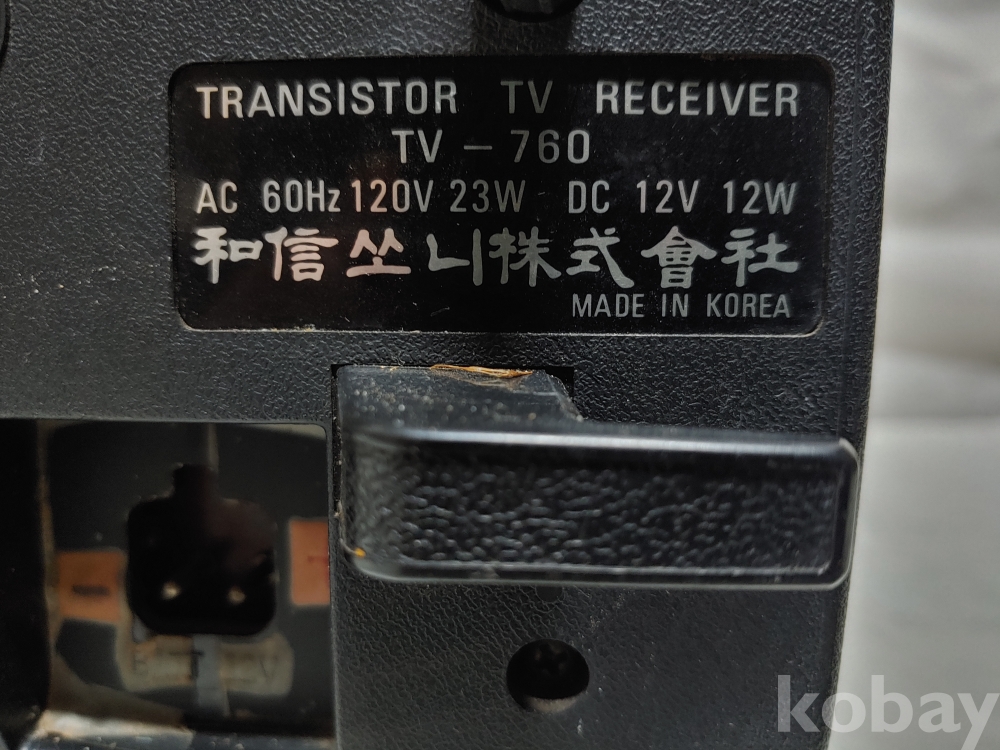 TRANSISTOR TV RECEIVER
TV - 760
AC 60Hz 120V 23W DC 12V 12W
和信쏘니株式會社
MADE IN KOREA
kobay